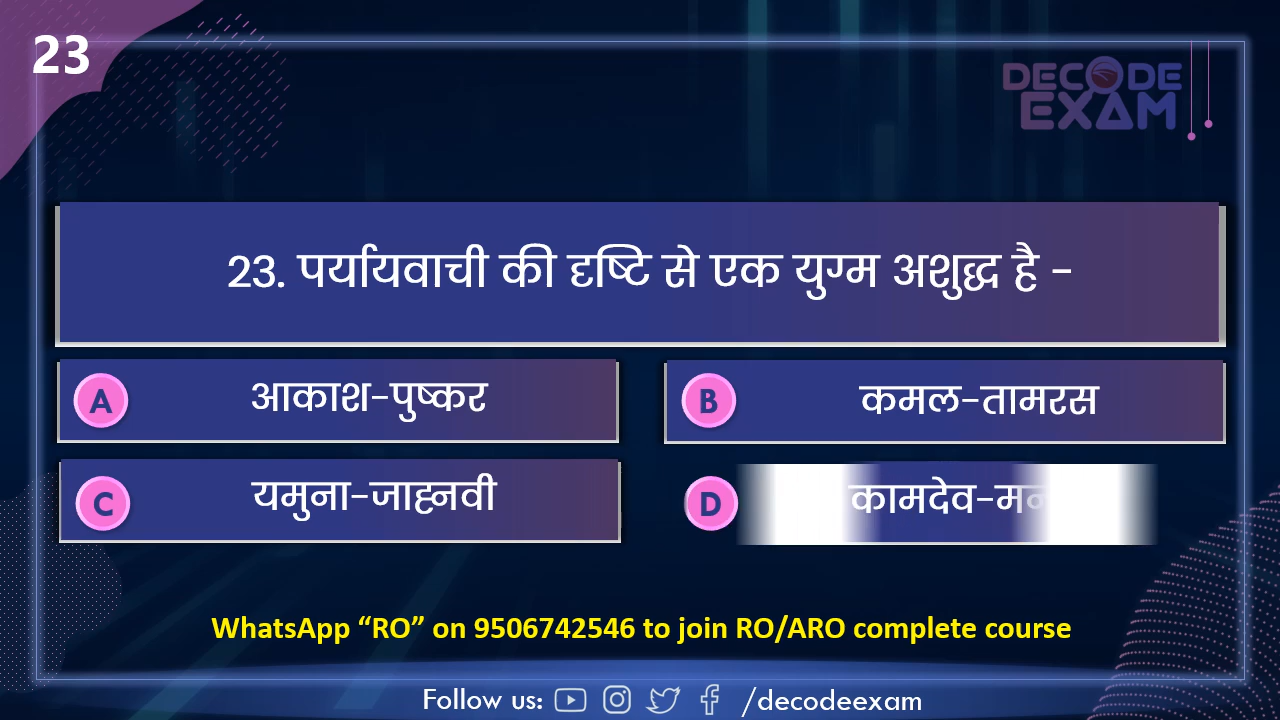 23
DECODE
EXAM
23. पर्यायवाची की दृष्टि से एक युग्म अशुद्ध है -
A आकाश-पुष्कर
B कमल-तामरस
C यमुना-जाह्नवी
D कामदेव-
WhatsApp “RO” on 9506742546 to join RO/ARO complete course
Follow us: /decodeexam